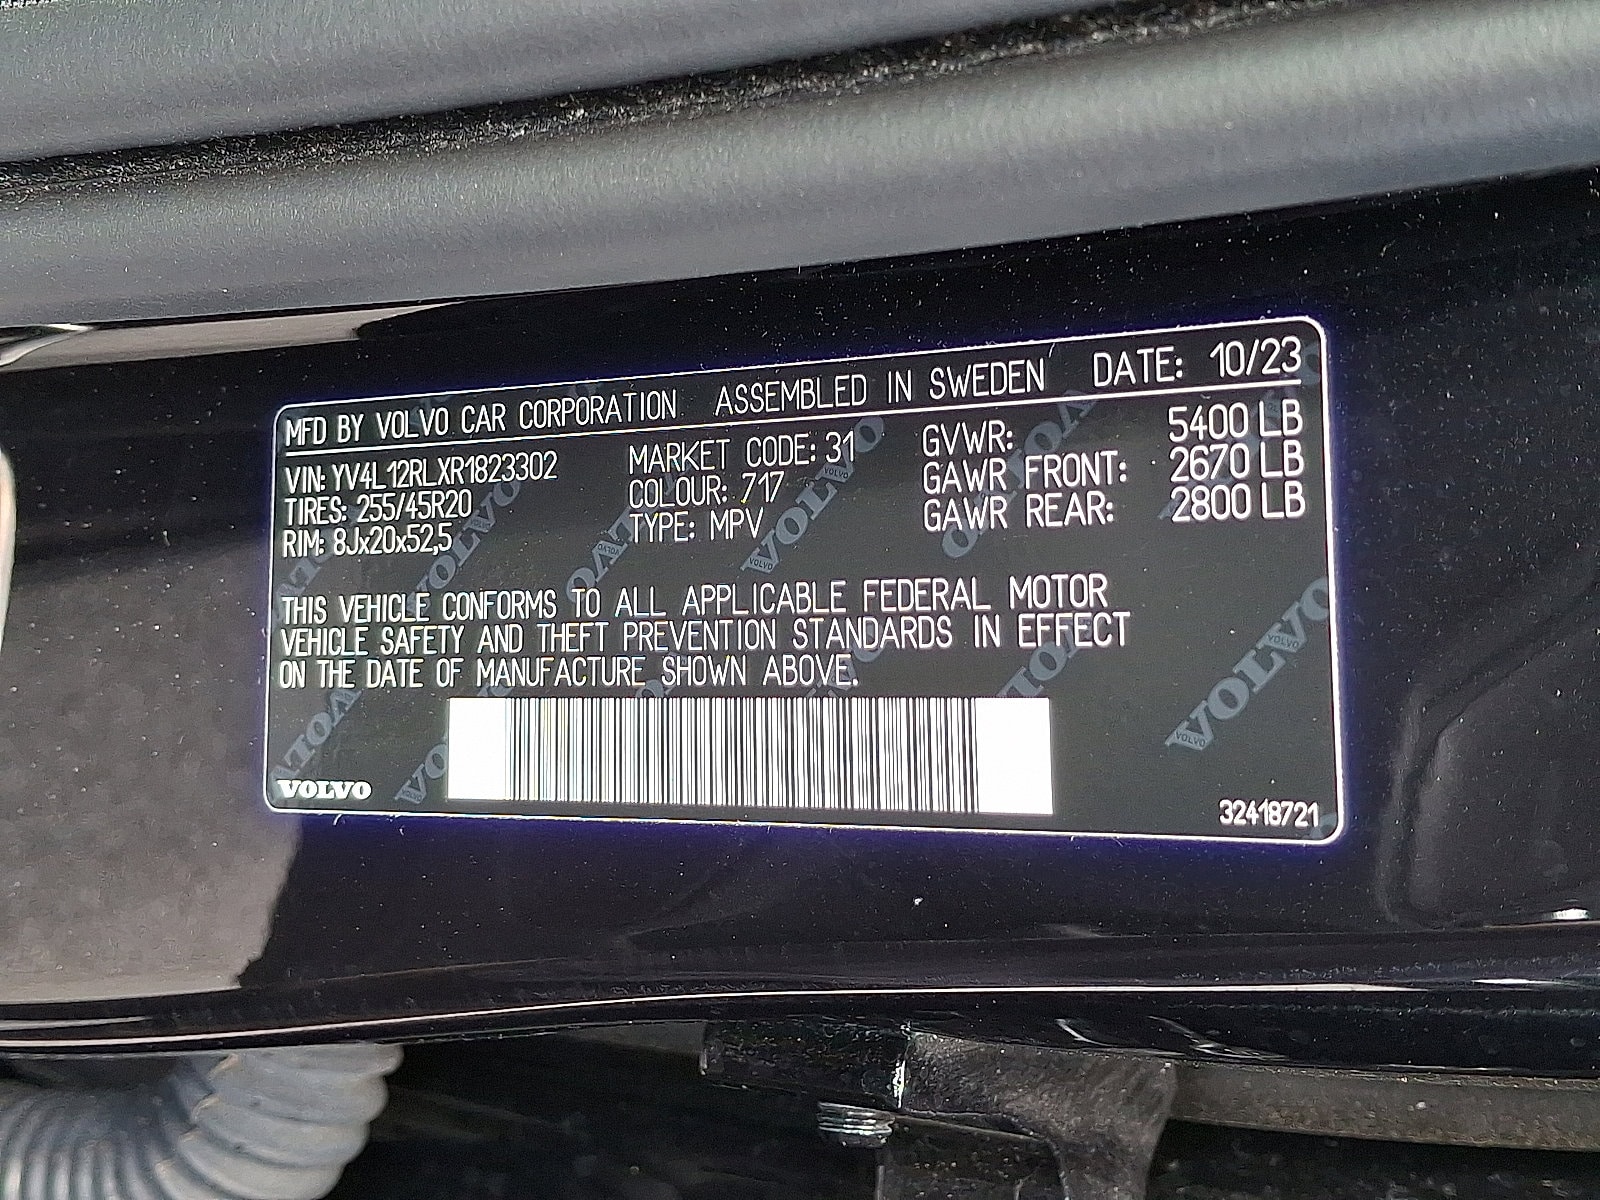 MFD BY VOLVO CAR CORPORATION ASSEMBLED IN SWEDEN DATE: 10/23
VIN: YV4L12RLXR1823302 MARKET CODE: 31 GVWR: 5400 LB
TIRES: 255/45R20 COLOUR: 717 GAWR FRONT: 2670 LB
RIM: 8Jx20x52,5 TYPE: MPV GAWR REAR: 2800 LB
THIS VEHICLE CONFORMS TO ALL APPLICABLE FEDERAL MOTOR
VEHICLE SAFETY AND THEFT PREVENTION STANDARDS IN EFFECT
ON THE DATE OF MANUFACTURE SHOWN ABOVE.
VOLVO
32418721